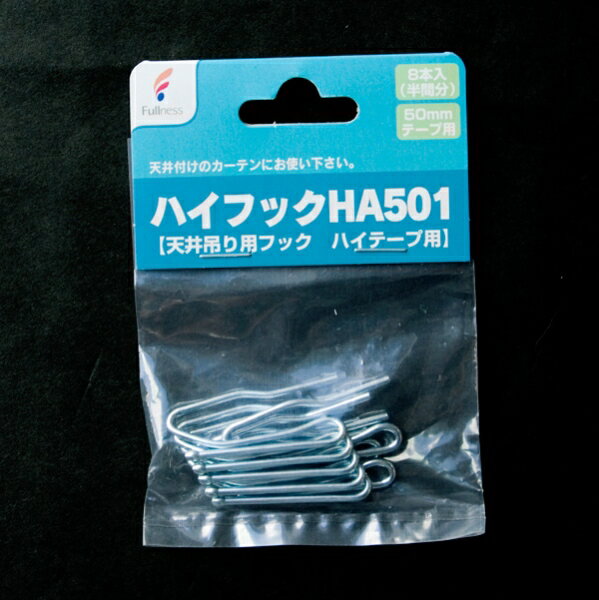 Fullness
8本入
(半間分)
50mm
テープ用
天井付けのカーテンにお使い下さい。
ハイフックHA501
【天井吊り用フック　ハイテープ用】